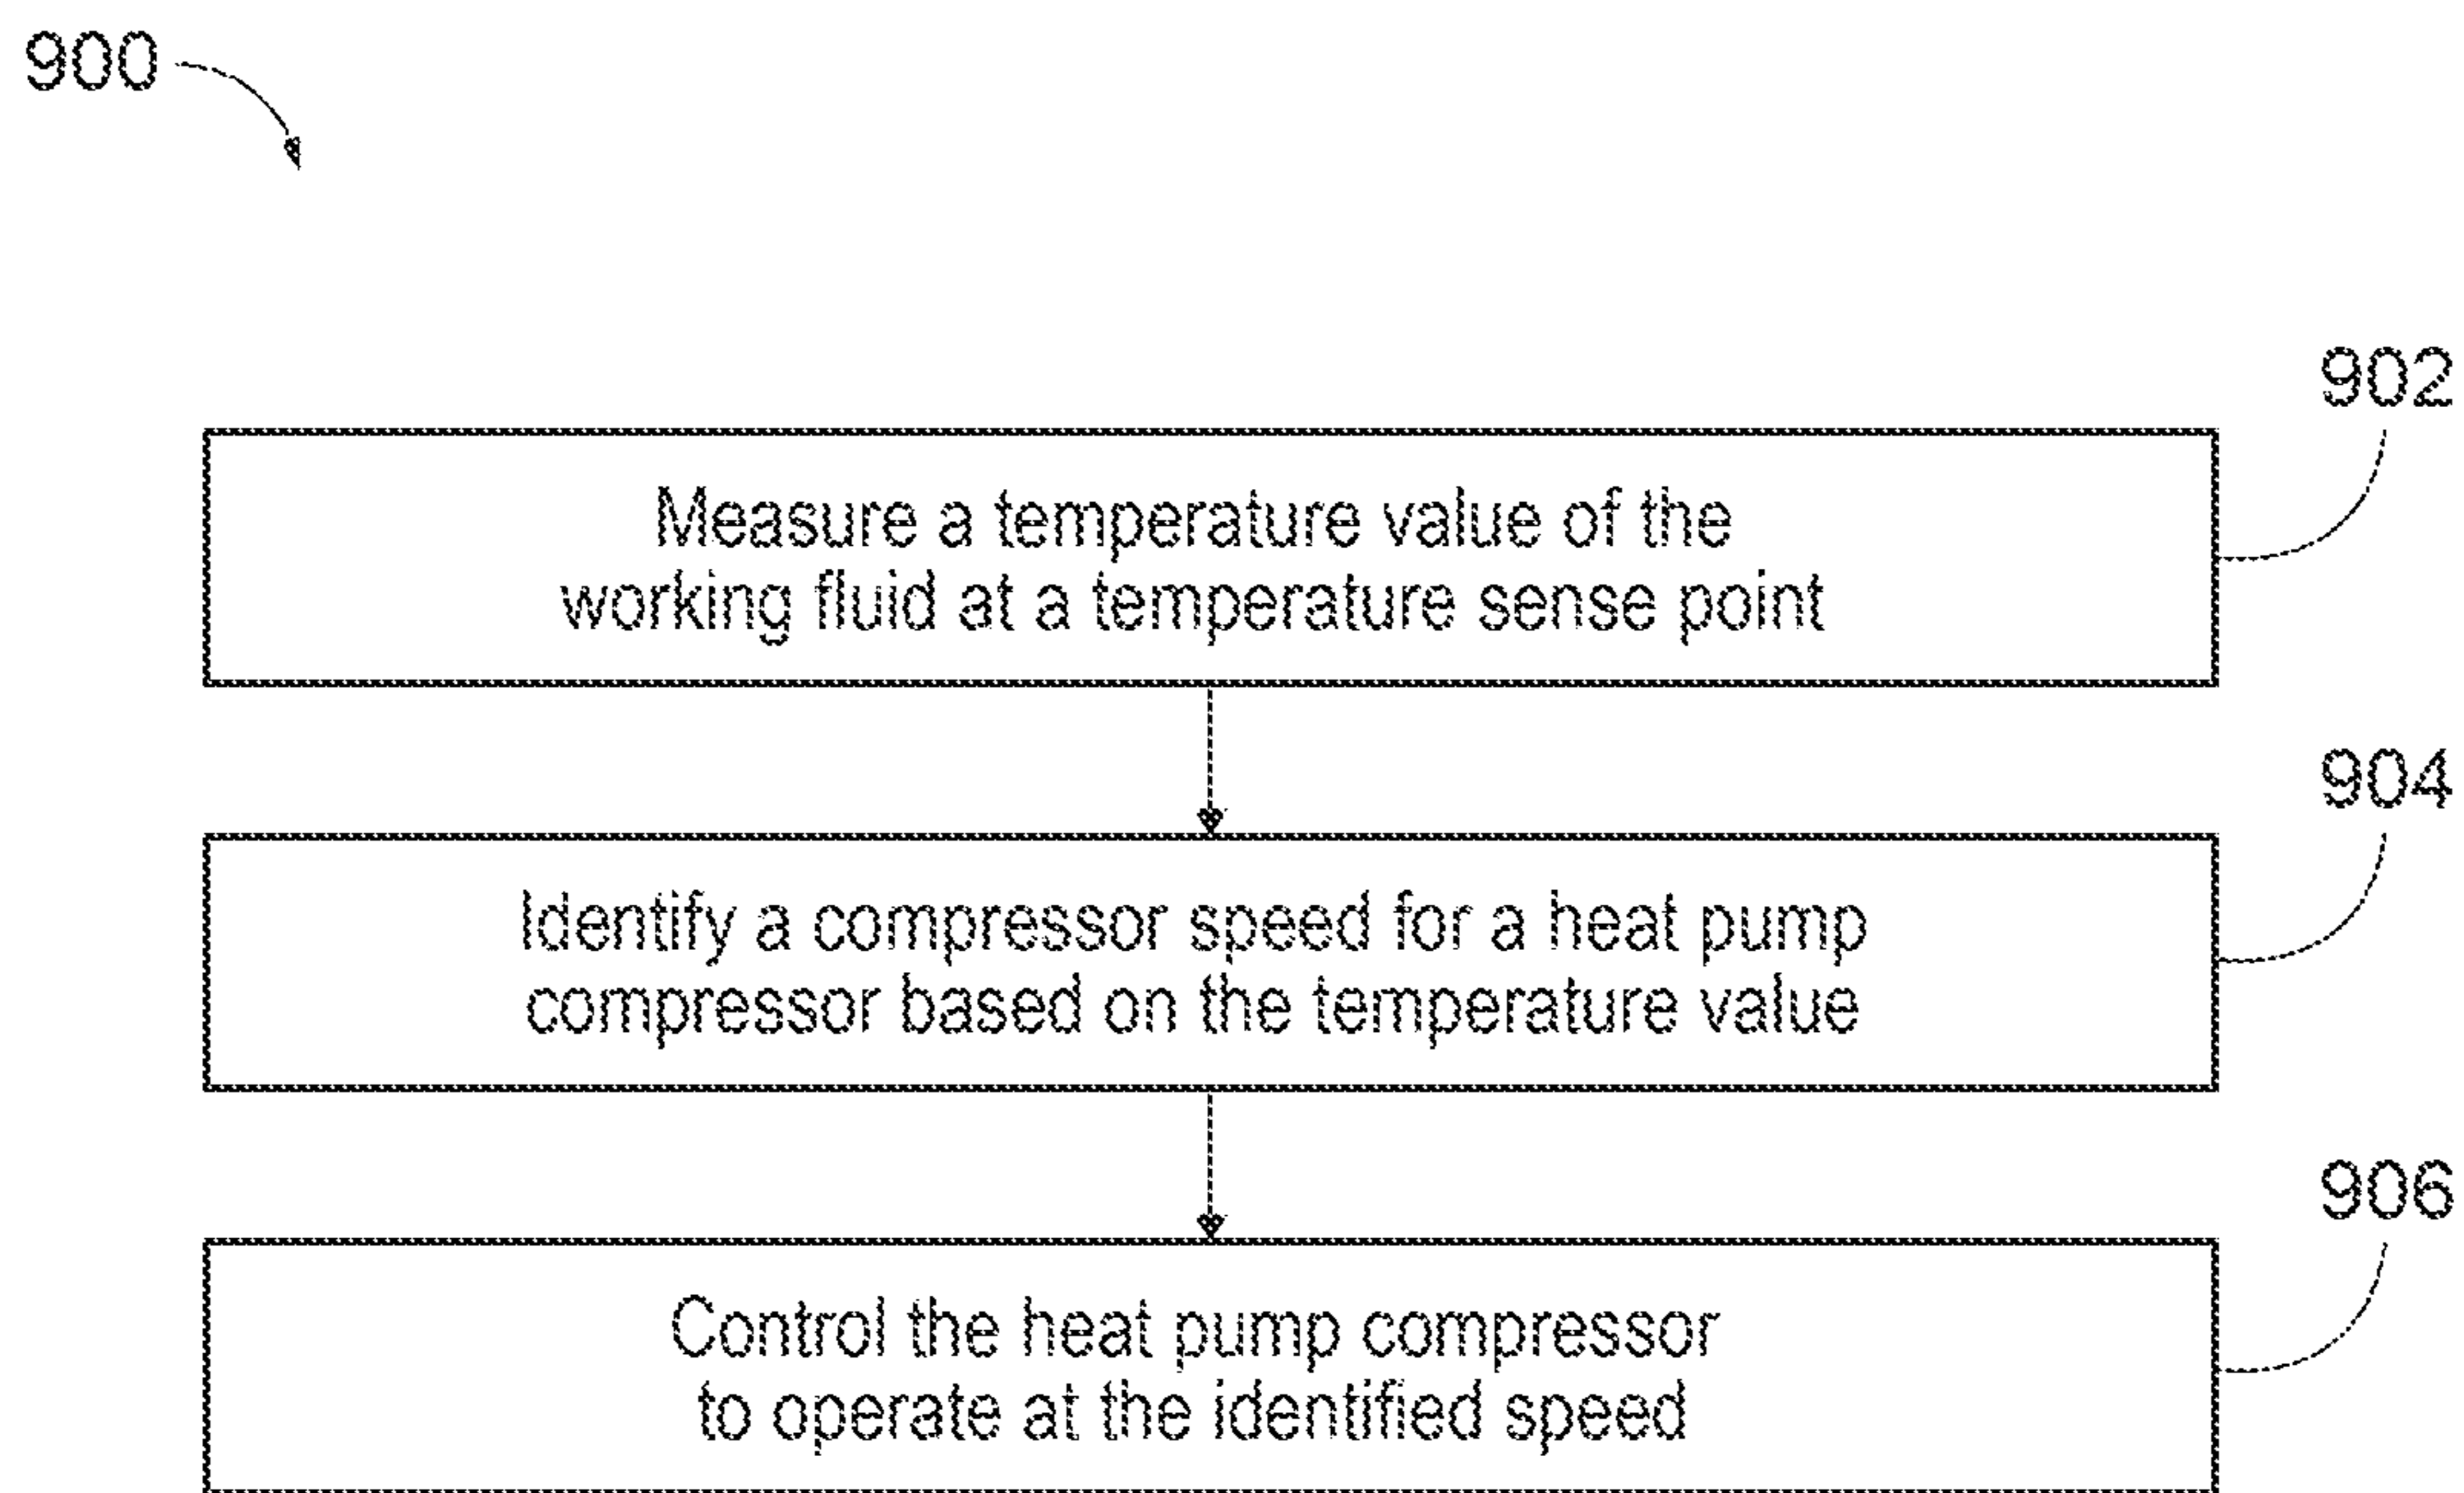 900
902
Measure a temperature value of the
working fluid at a temperature sense point
904
Identify a compressor speed for a heat pump
compressor based on the temperature value
906
Control the heat pump compressor
to operate at the identified speed